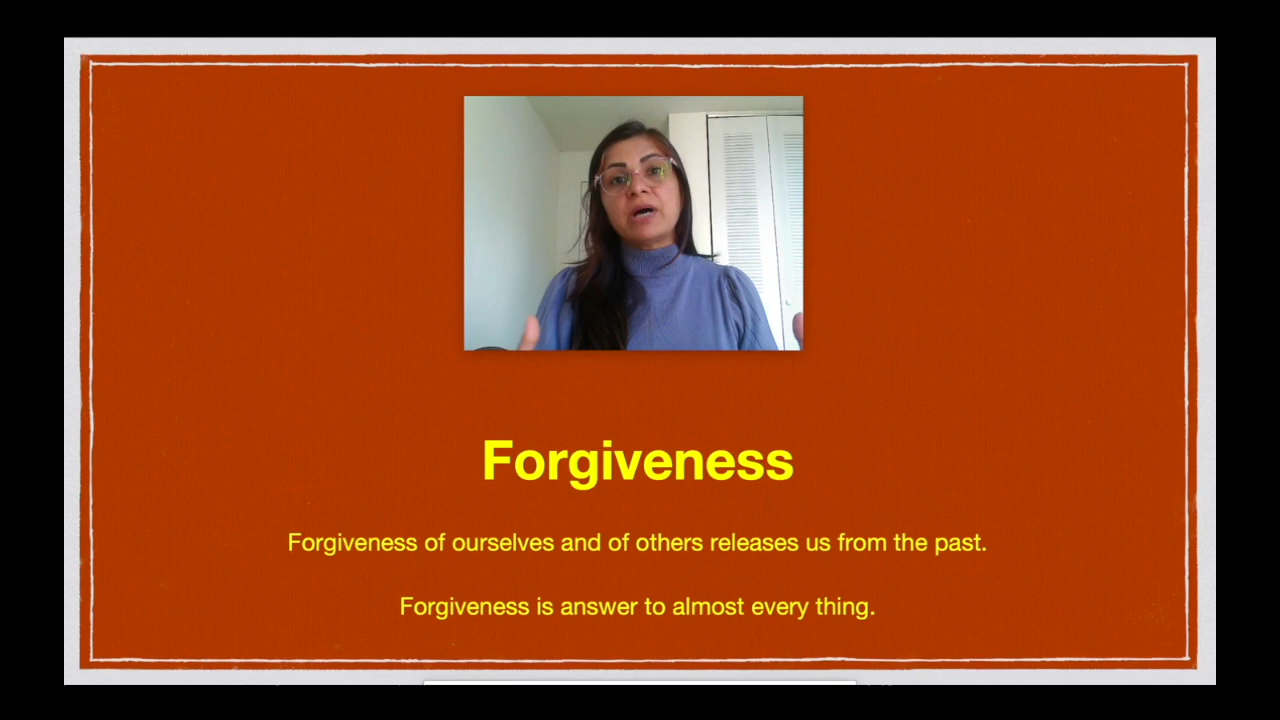 Forgiveness
Forgiveness of ourselves and of others releases us from the past.
Forgiveness is answer to almost every thing.